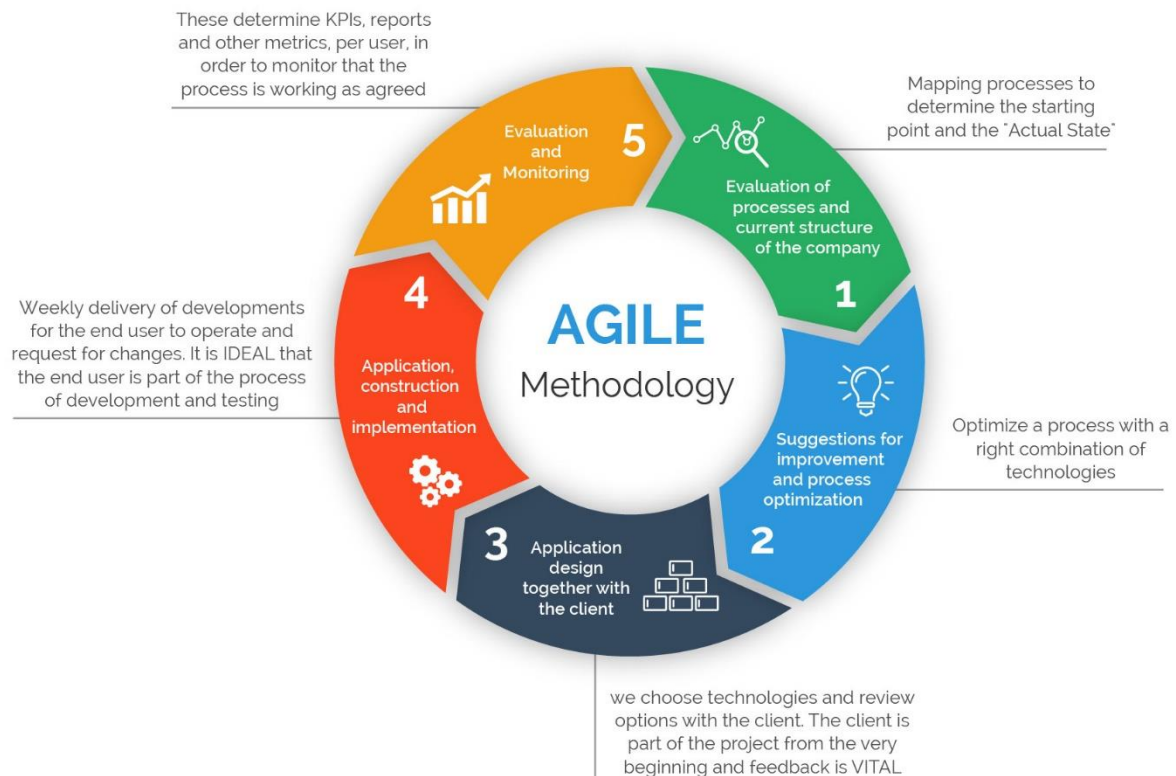 AGILE
Methodology
1
Evaluation of
processes and
current structure
of the company
Mapping processes to
determine the starting
point and the "Actual State"
2
Suggestions for
improvement
and process
optimization
Optimize a process with a
right combination of
technologies
3
Application
design
together with
the client
we choose technologies and review
options with the client. The client is
part of the project from the very
beginning and feedback is VITAL
4
Application,
construction
and
implementation
Weekly delivery of developments
for the end user to operate and
request for changes. It is IDEAL that
the end user is part of the process
of development and testing
5
Evaluation
and
Monitoring
These determine KPIs, reports
and other metrics, per user, in
order to monitor that the
process is working as agreed